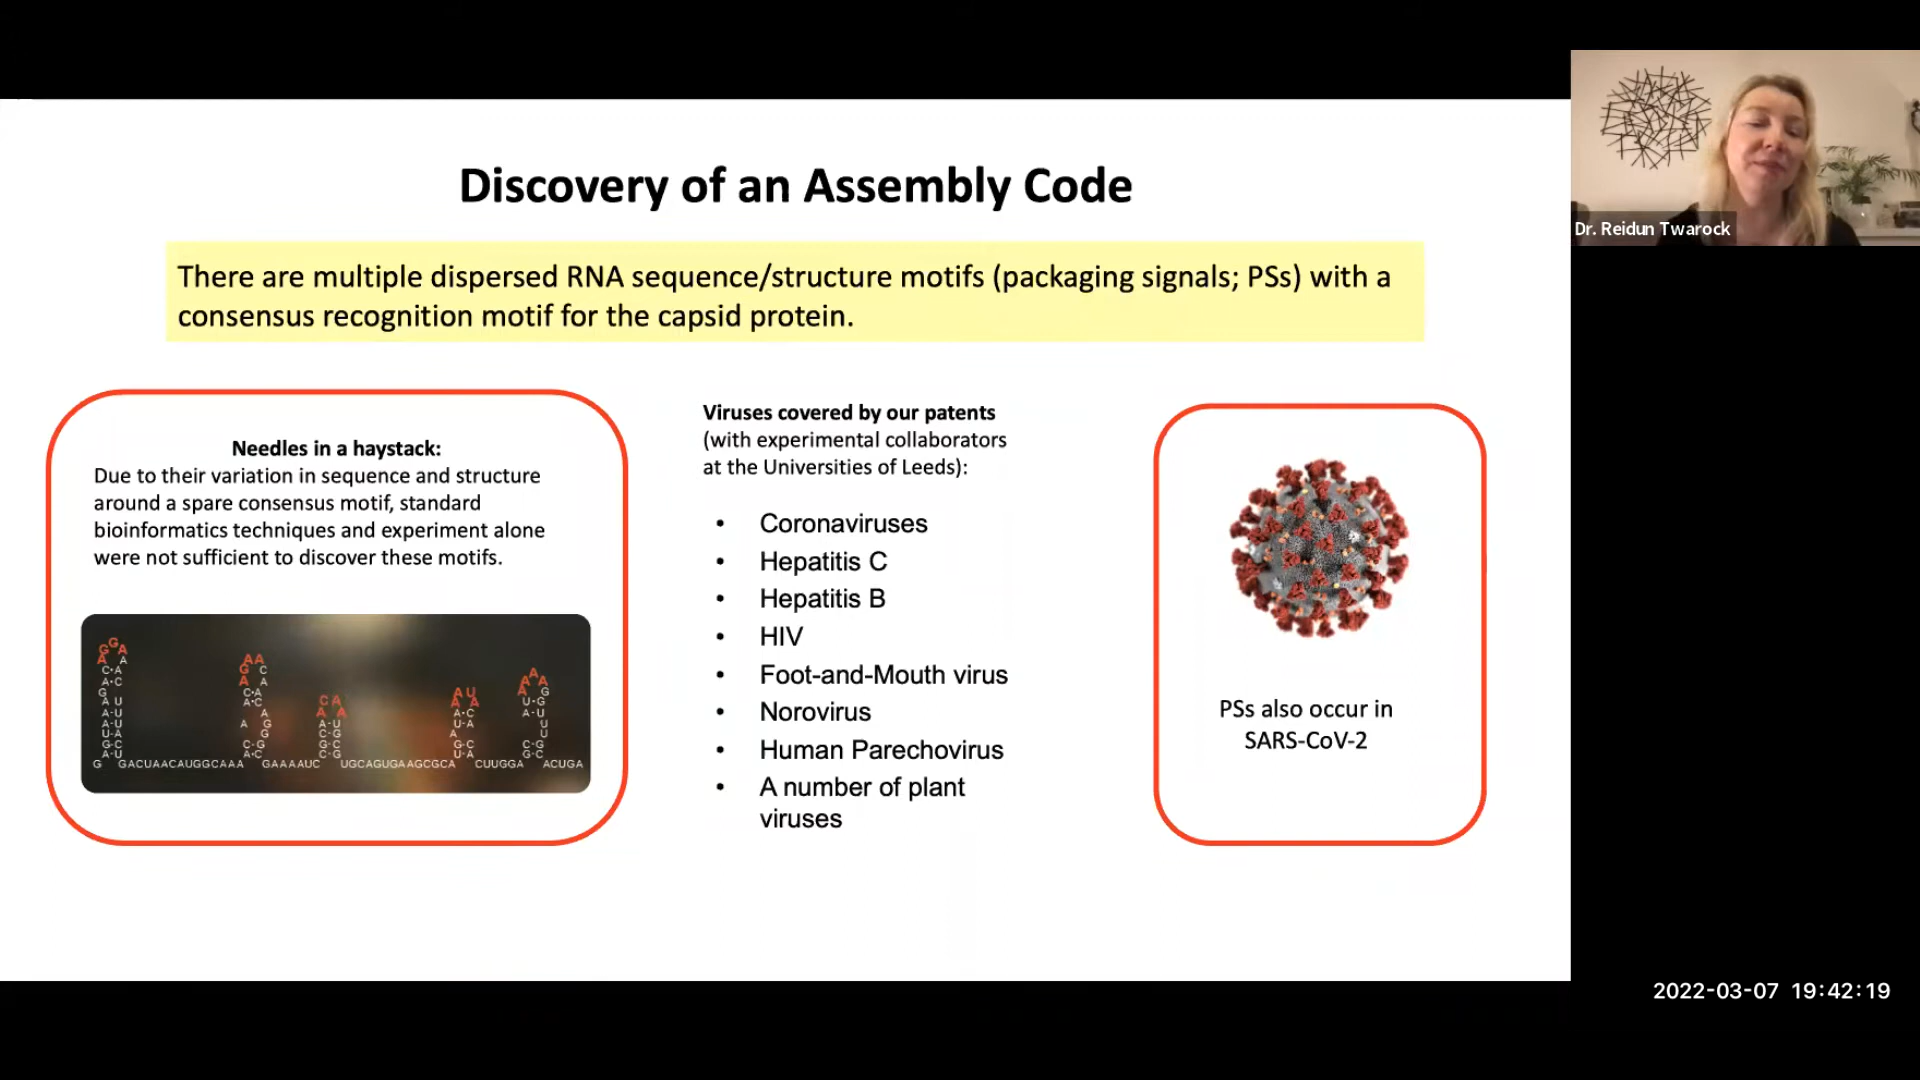 Discovery of an Assembly Code
There are multiple dispersed RNA sequence/structure motifs (packaging signals; PSs) with a
consensus recognition motif for the capsid protein.
Needles in a haystack:
Due to their variation in sequence and structure
around a spare consensus motif, standard
bioinformatics techniques and experiment alone
were not sufficient to discover these motifs.
G GACUAACAUGGCAAA GAAAAUC UGCAGUGAAGCGCA CUUGGA ACUGA
Viruses covered by our patents
(with experimental collaborators
at the Universities of Leeds):
• Coronaviruses
• Hepatitis C
• Hepatitis B
• HIV
• Foot-and-Mouth virus
• Norovirus
• Human Parechovirus
• A number of plant
viruses
PSs also occur in
SARS-CoV-2
Dr. Reidun Twarock
2022-03-07 19:42:19